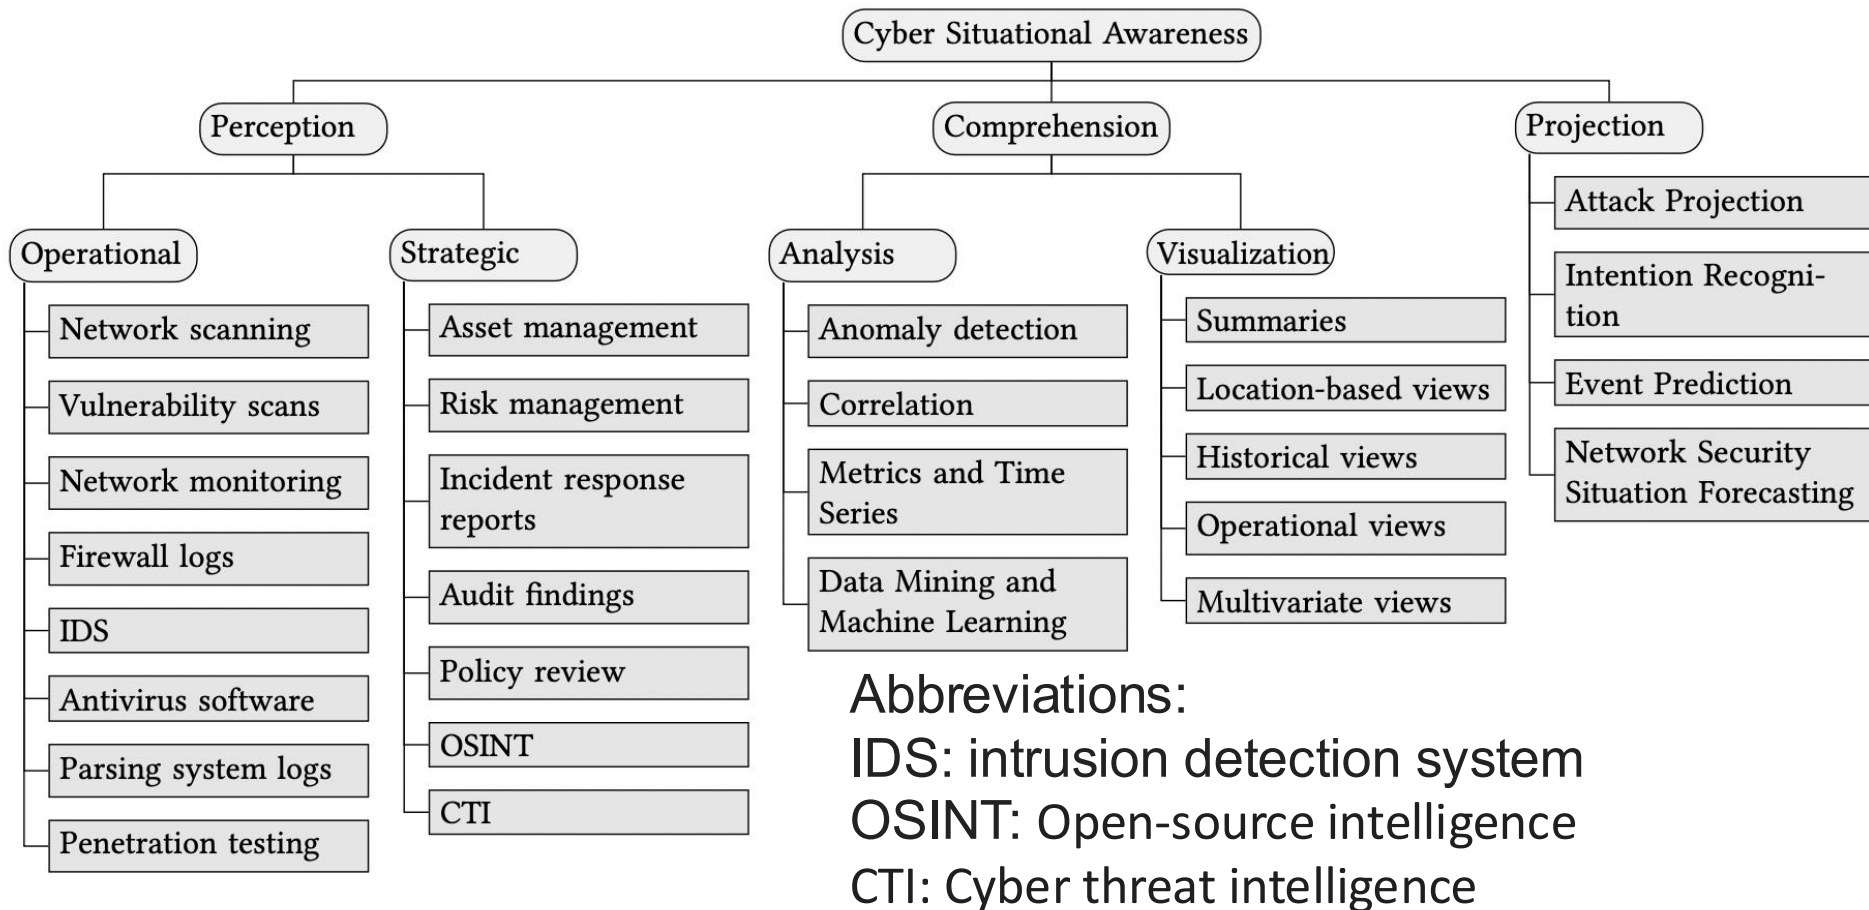 Cyber Situational Awareness
Perception
Comprehension
Projection
Operational
Network scanning
Vulnerability scans
Network monitoring
Firewall logs
IDS
Antivirus software
Parsing system logs
Penetration testing
Strategic
Asset management
Risk management
Incident response
reports
Audit findings
Policy review
OSINT
CTI
Analysis
Anomaly detection
Correlation
Metrics and Time
Series
Data Mining and
Machine Learning
Visualization
Summaries
Location-based views
Historical views
Operational views
Multivariate views
Attack Projection
Intention Recogni-
tion
Event Prediction
Network Security
Situation Forecasting
Abbreviations:
IDS: intrusion detection system
OSINT: Open-source intelligence
CTI: Cyber threat intelligence